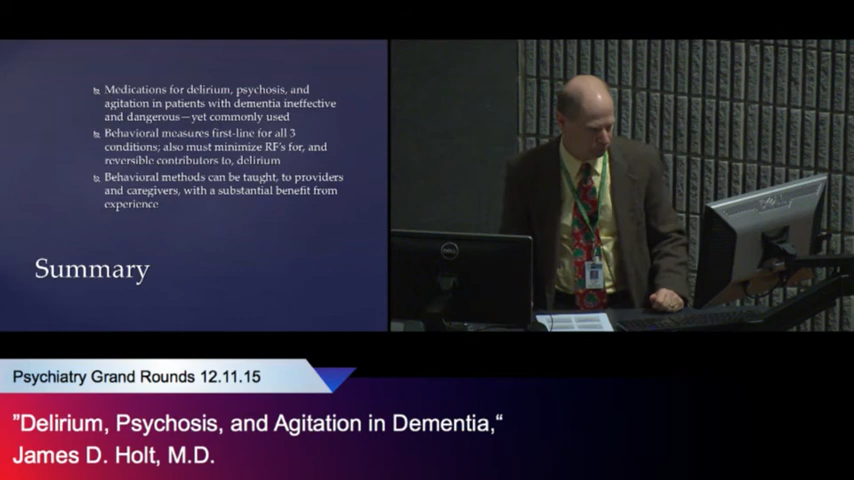 Medications for delirium, psychosis, and
agitation in patients with dementia ineffective
and dangerous—yet commonly used
Behavioral measures first-line for all 3
conditions; also must minimize RF's for, and
reversible contributors to, delirium
Behavioral methods can be taught, to providers
and caregivers, with a substantial benefit from
experience
Summary
DELL
DELL
Psychiatry Grand Rounds 12.11.15
"Delirium, Psychosis, and Agitation in Dementia,“
James D. Holt, M.D.